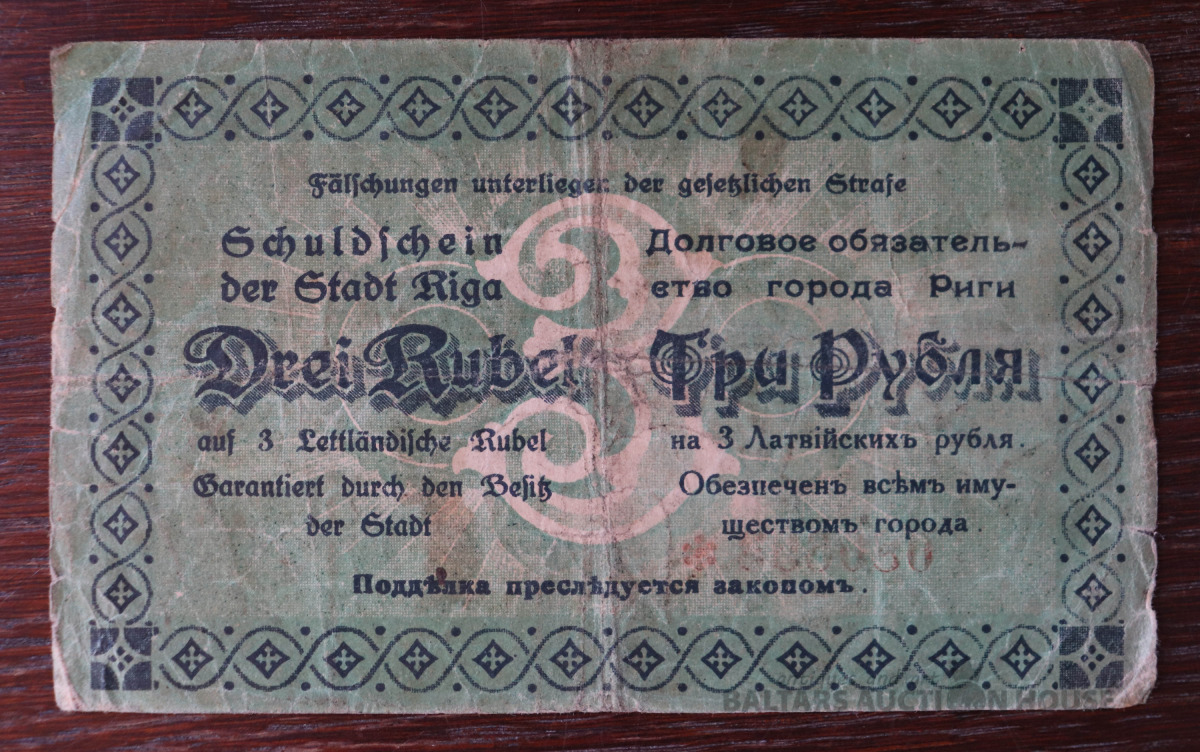 Fälschungen unterliegen der gesetzlichen Strafe
Schuldschein
der Stadt Riga
Drei Rubel
auf 3 Lettländische Rubel
Garantiert durch den Besitz
der Stadt
Долговое обязатель-
ство города Риги
Три Рубля
на 3 Латвійскихъ рубля.
Обезпеченъ всѣмъ иму-
ществомъ города.
Поддѣлка преслѣдуется закономъ.
3
BALTARS AUCTION HOUSE